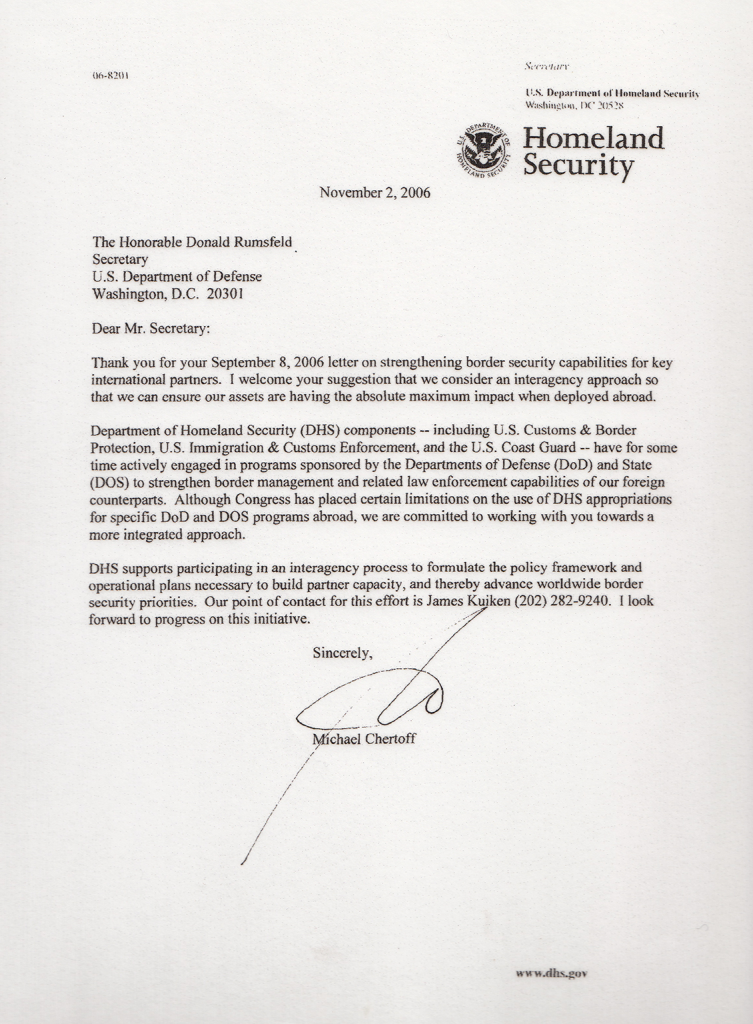 06-8201
Secretary
U.S. Department of Homeland Security
Washington, DC 20528
U.S. DEPARTMENT OF HOMELAND SECURITY
Homeland
Security
November 2, 2006
The Honorable Donald Rumsfeld
Secretary
U.S. Department of Defense
Washington, D.C. 20301
Dear Mr. Secretary:
Thank you for your September 8, 2006 letter on strengthening border security capabilities for key
international partners. I welcome your suggestion that we consider an interagency approach so
that we can ensure our assets are having the absolute maximum impact when deployed abroad.
Department of Homeland Security (DHS) components -- including U.S. Customs & Border
Protection, U.S. Immigration & Customs Enforcement, and the U.S. Coast Guard -- have for some
time actively engaged in programs sponsored by the Departments of Defense (DoD) and State
(DOS) to strengthen border management and related law enforcement capabilities of our foreign
counterparts. Although Congress has placed certain limitations on the use of DHS appropriations
for specific DoD and DOS programs abroad, we are committed to working with you towards a
more integrated approach.
DHS supports participating in an interagency process to formulate the policy framework and
operational plans necessary to build partner capacity, and thereby advance worldwide border
security priorities. Our point of contact for this effort is James Kuiken (202) 282-9240. I look
forward to progress on this initiative.
Sincerely,
Michael Chertoff
www.dhs.gov